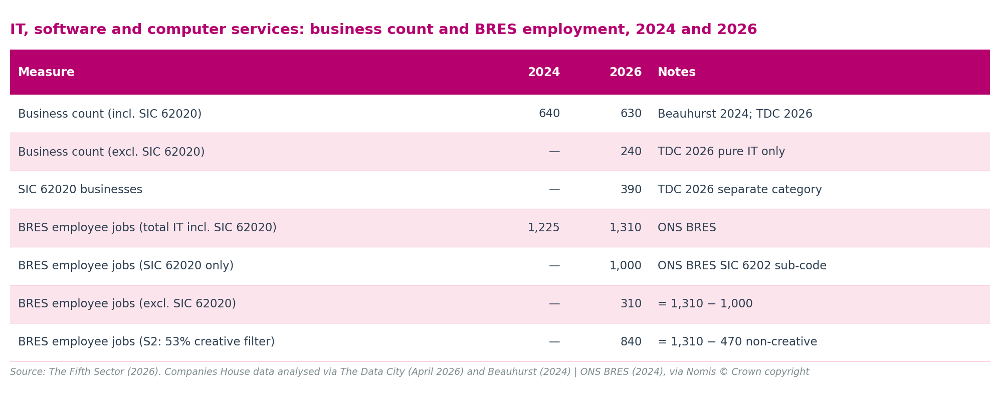 IT, software and computer services: business count and BRES employment, 2024 and 2026
Measure 2024 2026 Notes
Business count (incl. SIC 62020) 640 630 Beauhurst 2024; TDC 2026
Business count (excl. SIC 62020) — 240 TDC 2026 pure IT only
SIC 62020 businesses — 390 TDC 2026 separate category
BRES employee jobs (total IT incl. SIC 62020) 1,225 1,310 ONS BRES
BRES employee jobs (SIC 62020 only) — 1,000 ONS BRES SIC 6202 sub-code
BRES employee jobs (excl. SIC 62020) — 310 = 1,310 − 1,000
BRES employee jobs (S2: 53% creative filter) — 840 = 1,310 − 470 non-creative
Source: The Fifth Sector (2026). Companies House data analysed via The Data City (April 2026) and Beauhurst (2024) | ONS BRES (2024), via Nomis © Crown copyright